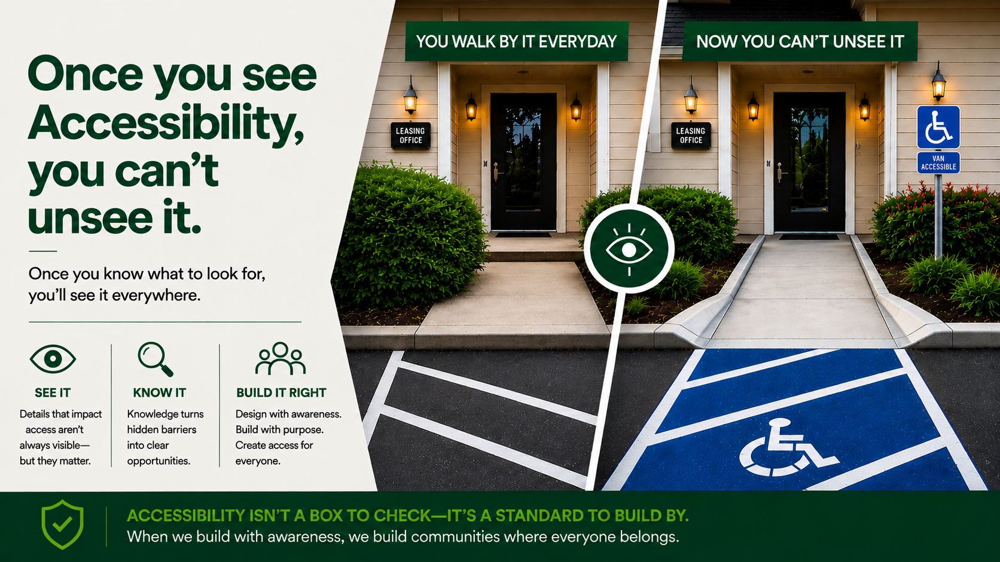 Once you see
Accessibility,
you can't
unsee it.
Once you know what to look for,
you'll see it everywhere.
SEE IT
Details that impact
access aren't
always visible—
but they matter.
KNOW IT
Knowledge turns
hidden barriers
into clear
opportunities.
BUILD IT RIGHT
Design with awareness.
Build with purpose.
Create access for
everyone.
YOU WALK BY IT EVERYDAY
LEASING
OFFICE
NOW YOU CAN'T UNSEE IT
LEASING
OFFICE
VAN
ACCESSIBLE
ACCESSIBILITY ISN'T A BOX TO CHECK—IT'S A STANDARD TO BUILD BY.
When we build with awareness, we build communities where everyone belongs.